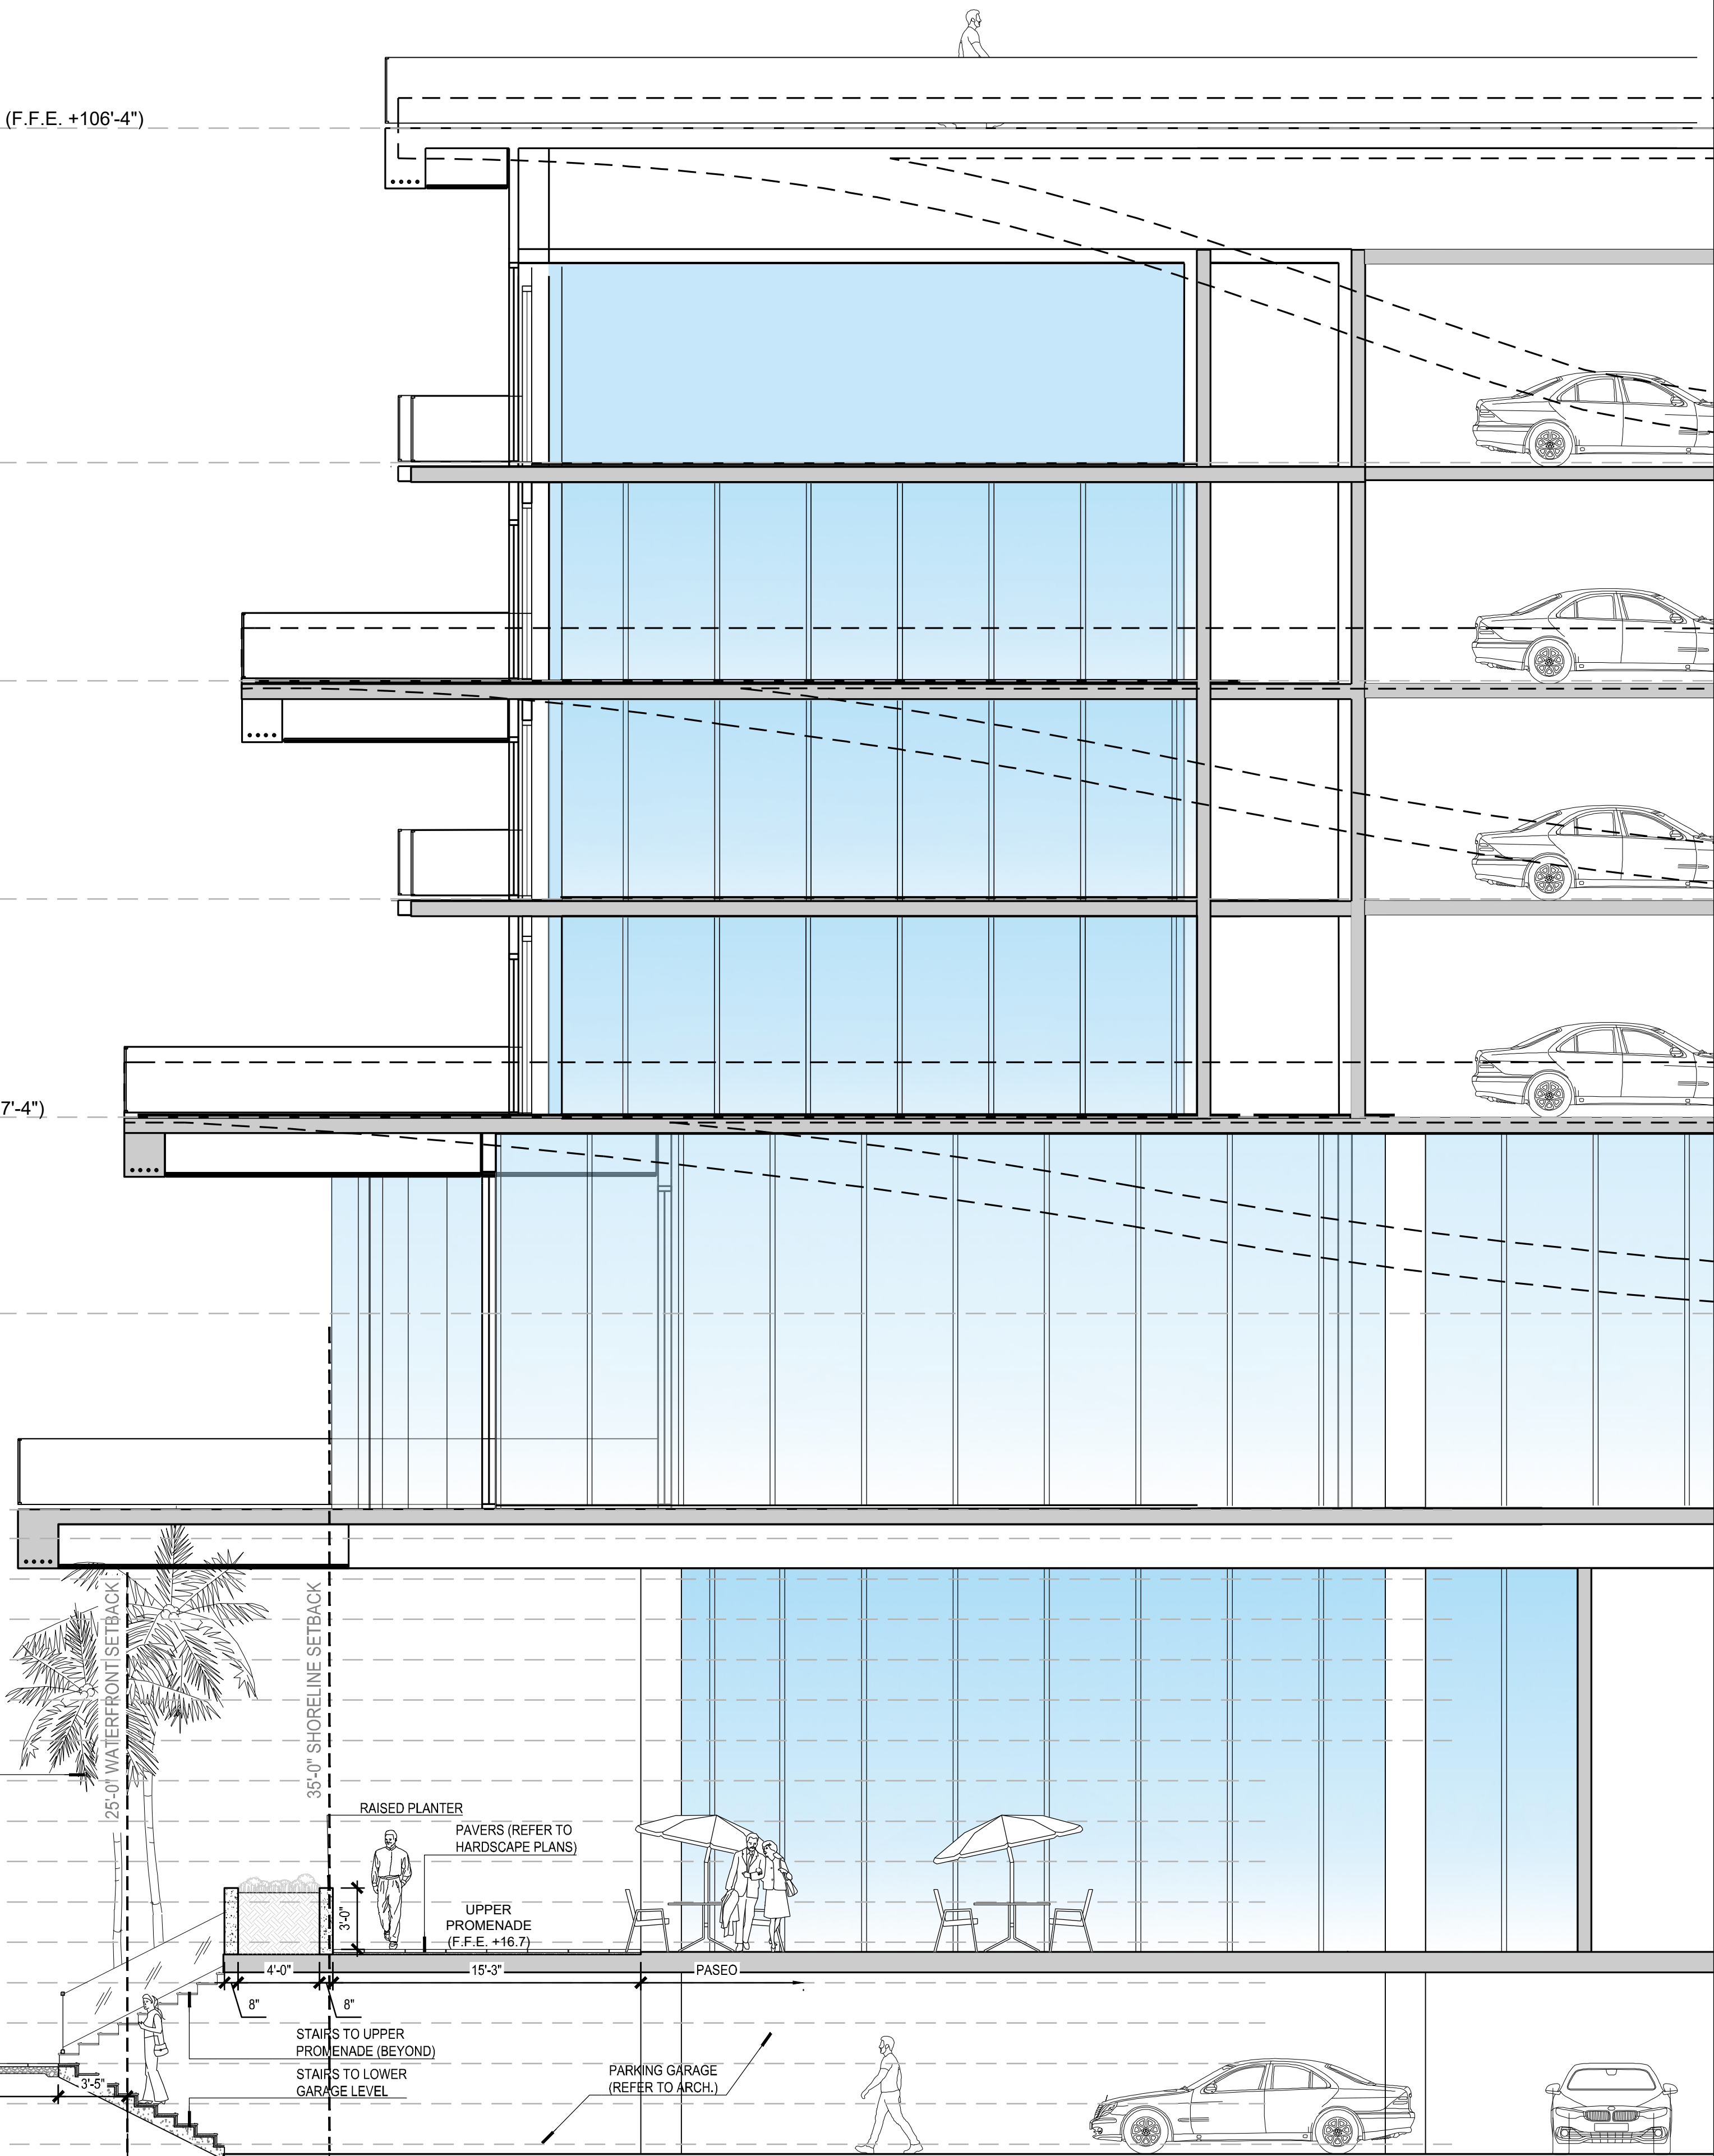 (F.F.E. +106'-4")
7'-4")
25'-0" WATERFRONT SETBACK
35'-0" SHORELINE SETBACK
RAISED PLANTER
PAVERS (REFER TO
HARDSCAPE PLANS)
3'-0"
UPPER
PROMENADE
(F.F.E. +16.7)
4'-0"
15'-3"
PASEO
8"
8"
STAIRS TO UPPER
PROMENADE (BEYOND)
STAIRS TO LOWER
GARAGE LEVEL
3'-5"
PARKING GARAGE
(REFER TO ARCH.)